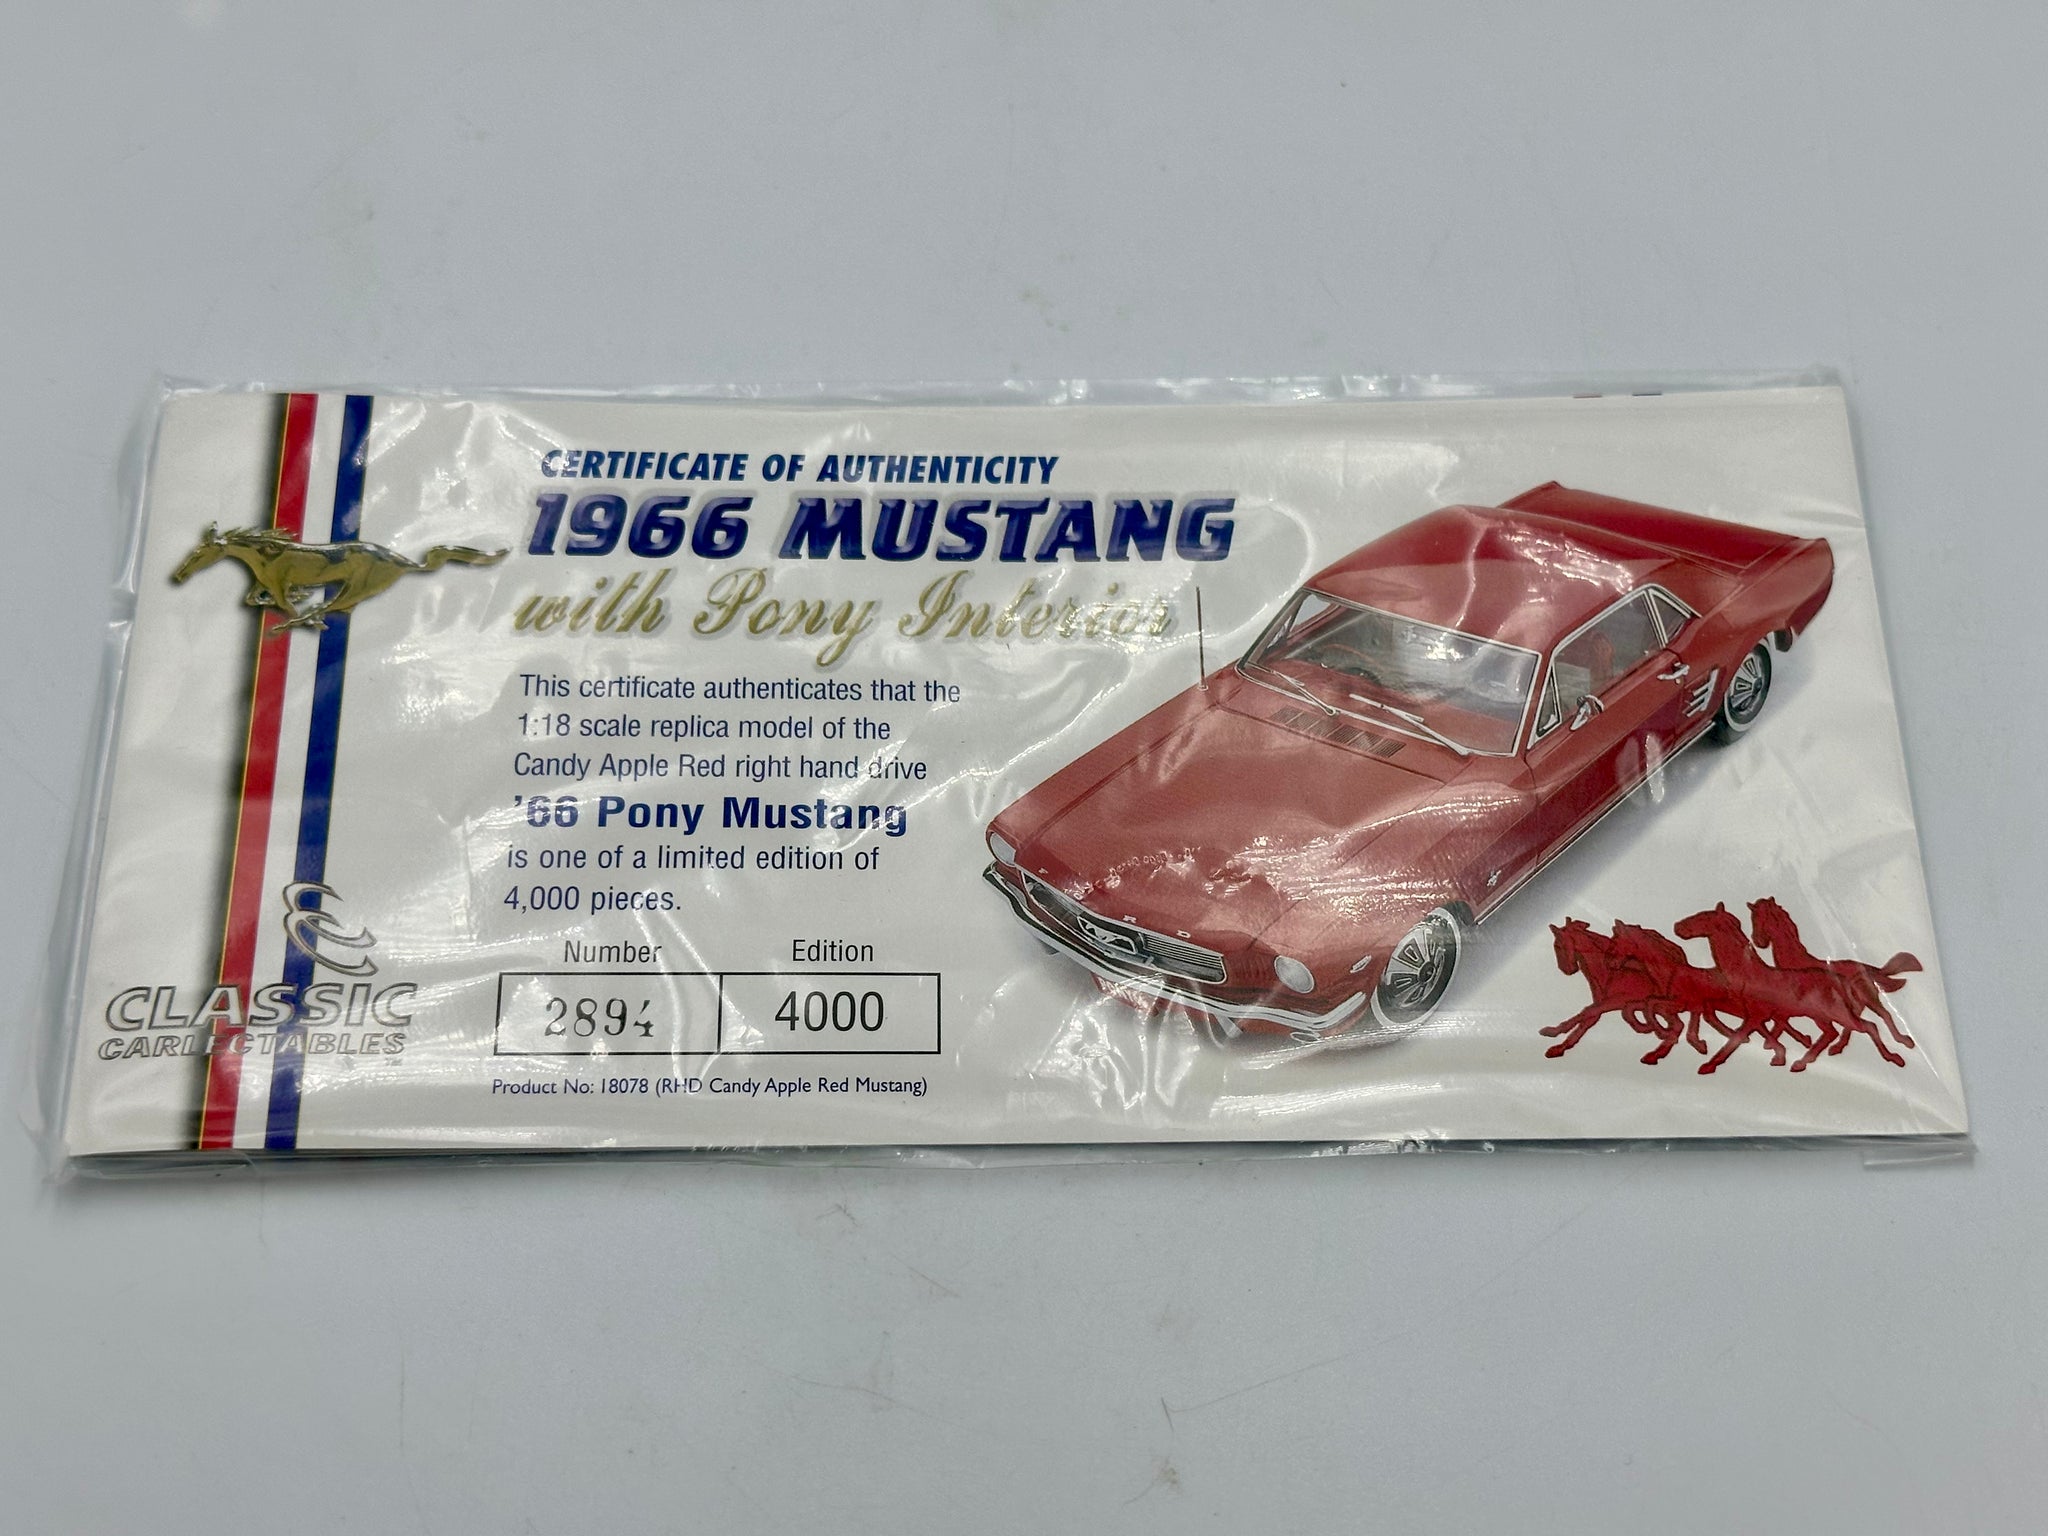 CERTIFICATE OF AUTHENTICITY
1966 MUSTANG
with Pony Interior
This certificate authenticates that the
1:18 scale replica model of the
Candy Apple Red right hand drive
'66 Pony Mustang
is one of a limited edition of
4,000 pieces.
Number Edition
2894 4000
Product No: 18078 (RHD Candy Apple Red Mustang)
CLASSIC
CARLECTABLES